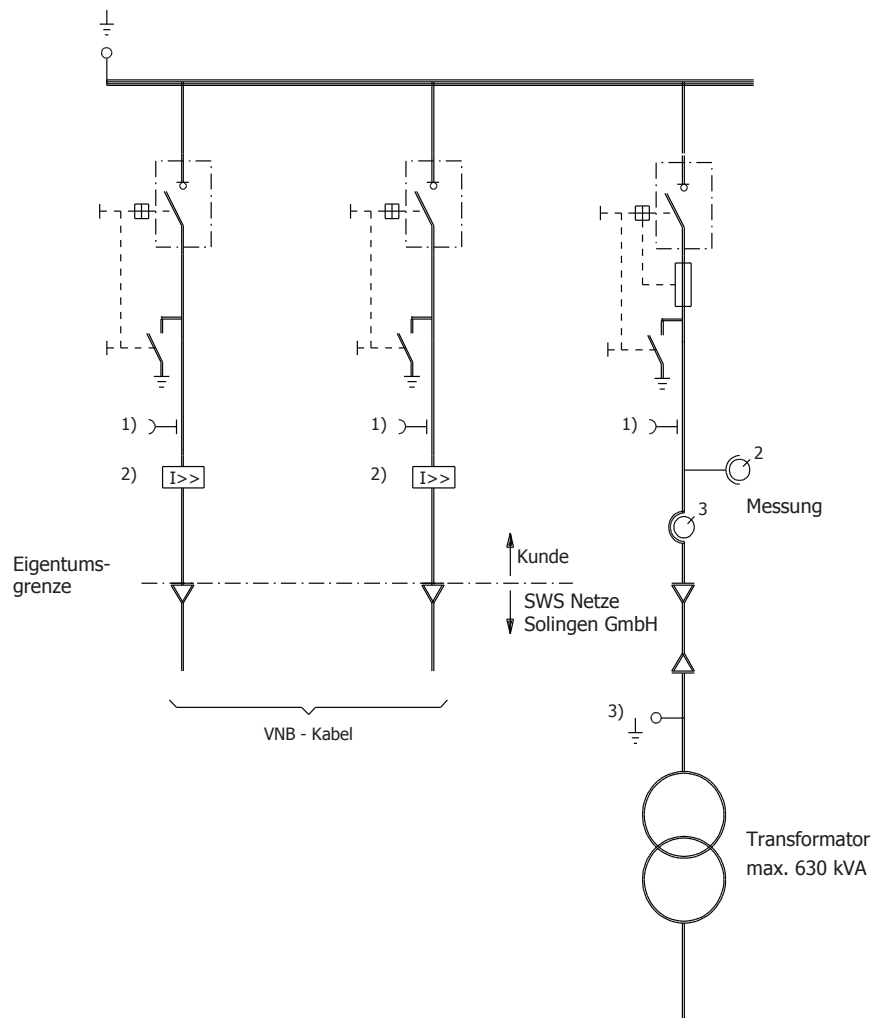 1)
1)
1)
2)
I>>
2)
I>>
2
3
Messung
Eigentums-
grenze
Kunde
SWS Netze
Solingen GmbH
VNB - Kabel
3)
Transformator
max. 630 kVA